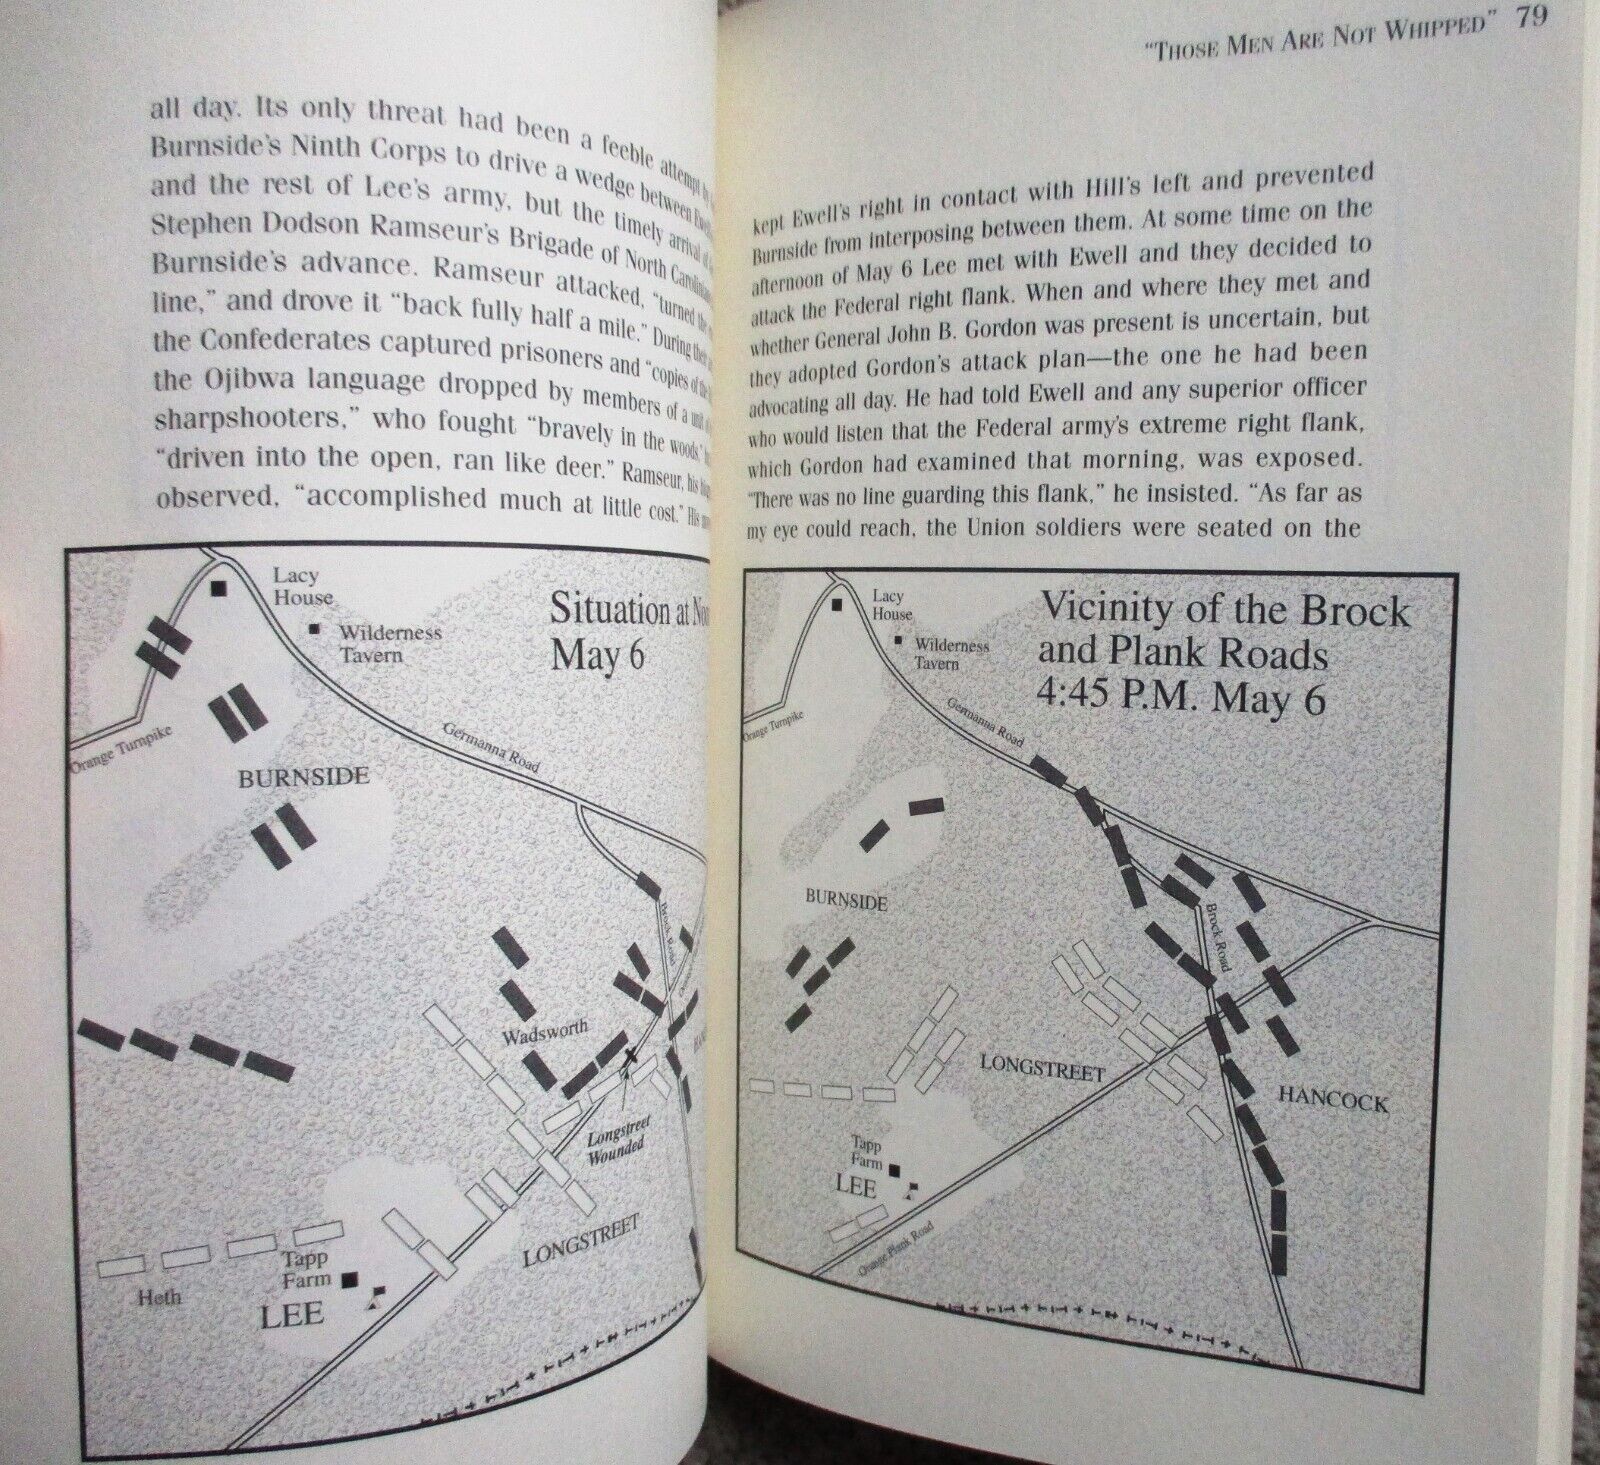 all day. Its only threat had been a feeble attempt by
Burnside's Ninth Corps to drive a wedge between Ewell
and the rest of Lee's army, but the timely arrival of
Stephen Dodson Ramseur's Brigade of North Carolinians
Burnside's advance. Ramseur attacked, "turned the
line," and drove it "back fully half a mile." During their
the Confederates captured prisoners and "copies of the
the Ojibwa language dropped by members of a unit of
sharpshooters," who fought "bravely in the woods,"
"driven into the open, ran like deer." Ramseur, his
observed, "accomplished much at little cost." His
Situation at
May 6
Lacy
House
Wilderness
Tavern
Orange Turnpike
Germanna Road
BURNSIDE
Brock Road
Wadsworth
Longstreet
Wounded
LONGSTREET
Heth
Tapp
Farm
LEE
"THOSE MEN ARE NOT WHIPPED" 79
kept Ewell's right in contact with Hill's left and prevented
Burnside from interposing between them. At some time on the
afternoon of May 6 Lee met with Ewell and they decided to
attack the Federal right flank. When and where they met and
whether General John B. Gordon was present is uncertain, but
they adopted Gordon's attack plan—the one he had been
advocating all day. He had told Ewell and any superior officer
who would listen that the Federal army's extreme right flank,
which Gordon had examined that morning, was exposed.
"There was no line guarding this flank," he insisted. "As far as
my eye could reach, the Union soldiers were seated on the
Vicinity of the Brock
and Plank Roads
4:45 P.M. May 6
Lacy
House
Wilderness
Tavern
Orange Turnpike
Germanna Road
BURNSIDE
Brock Road
LONGSTREET
HANCOCK
Tapp
Farm
LEE
Orange Plank Road